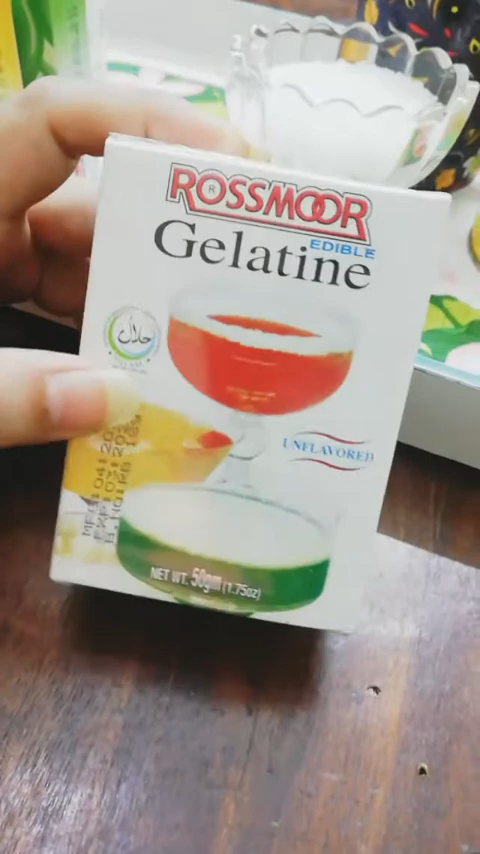 ROSSMOOR
EDIBLE
Gelatine
حلال
UNFLAVORED
NET WT. 50gm (1.75oz)